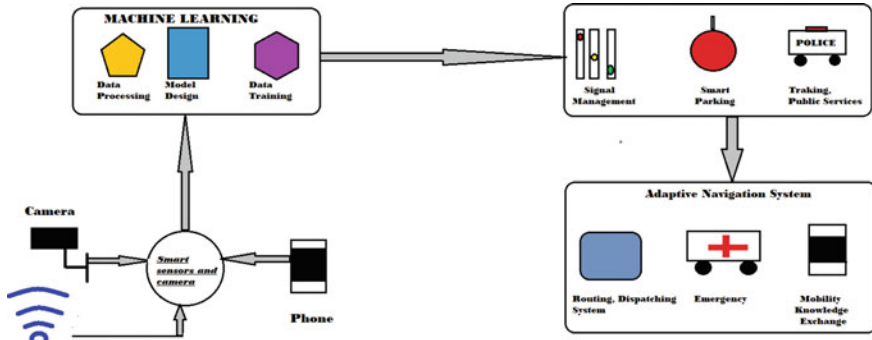 MACHINE LEARNING
Data
Processing
Model
Design
Data
Training
Signal
Management
Smart
Parking
POLICE
Traking,
Public Services
Adaptive Navigation System
Routing, Dispatching
System
Emergency
Mobility
Knowledge
Exchange
Camera
Smart
sensors and
camera
Phone